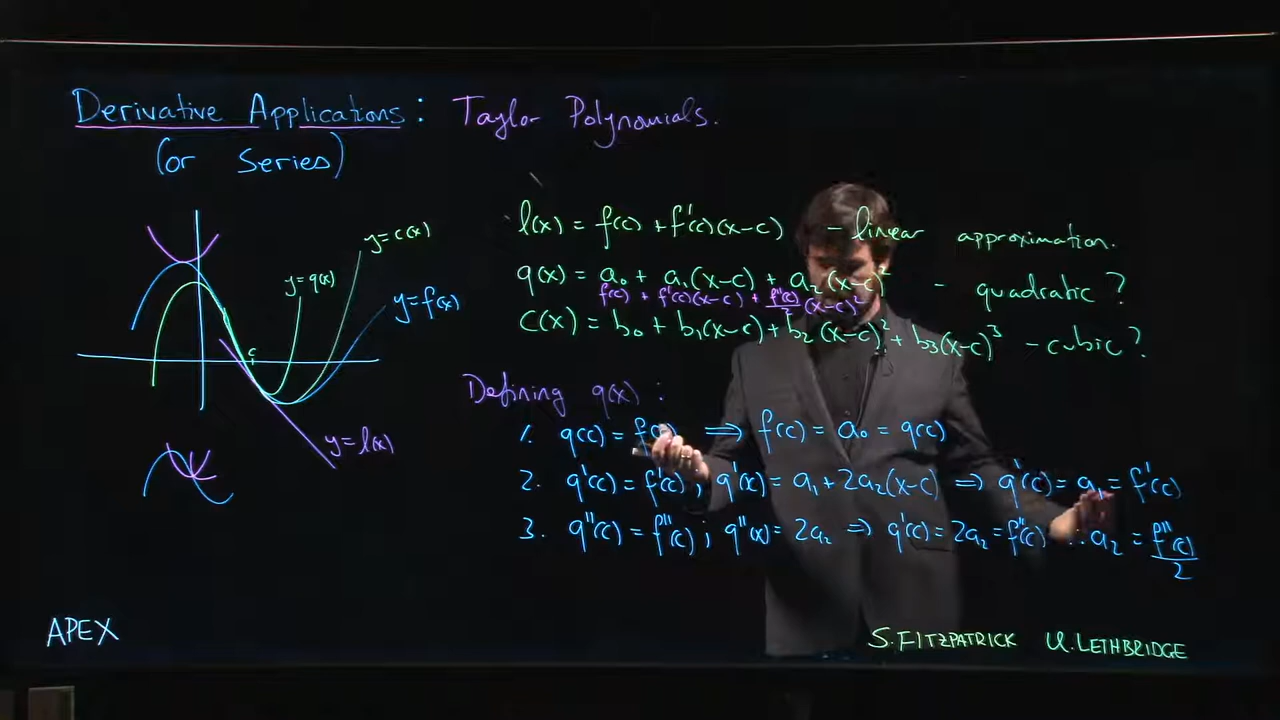 Derivative Applications: Taylor Polynomials.
(or Series)
l(x) = f(c) + f'(c)(x-c) - linear approximation.
q(x) = a₀ + a₁(x-c) + a₂(x-c)² - quadratic?
f(c) + f'(c)(x-c) + f''(c)/2 (x-c)²
c(x) = b₀ + b₁(x-c) + b₂(x-c)² + b₃(x-c)³ - cubic?
y=c(x)
y=q(x)
y=f(x)
c
y=l(x)
Defining q(x):
1. q(c) = f(c) ⇒ f(c) = a₀ = q(c)
2. q'(c) = f'(c); q'(x) = a₁ + 2a₂(x-c) ⇒ q'(c) = a₁ = f'(c)
3. q''(c) = f''(c); q''(x) = 2a₂ ⇒ q'(c) = 2a₂ = f''(c) ∴ a₂ = f''(c)/2
APEX
S. FITZPATRICK U. LETHBRIDGE